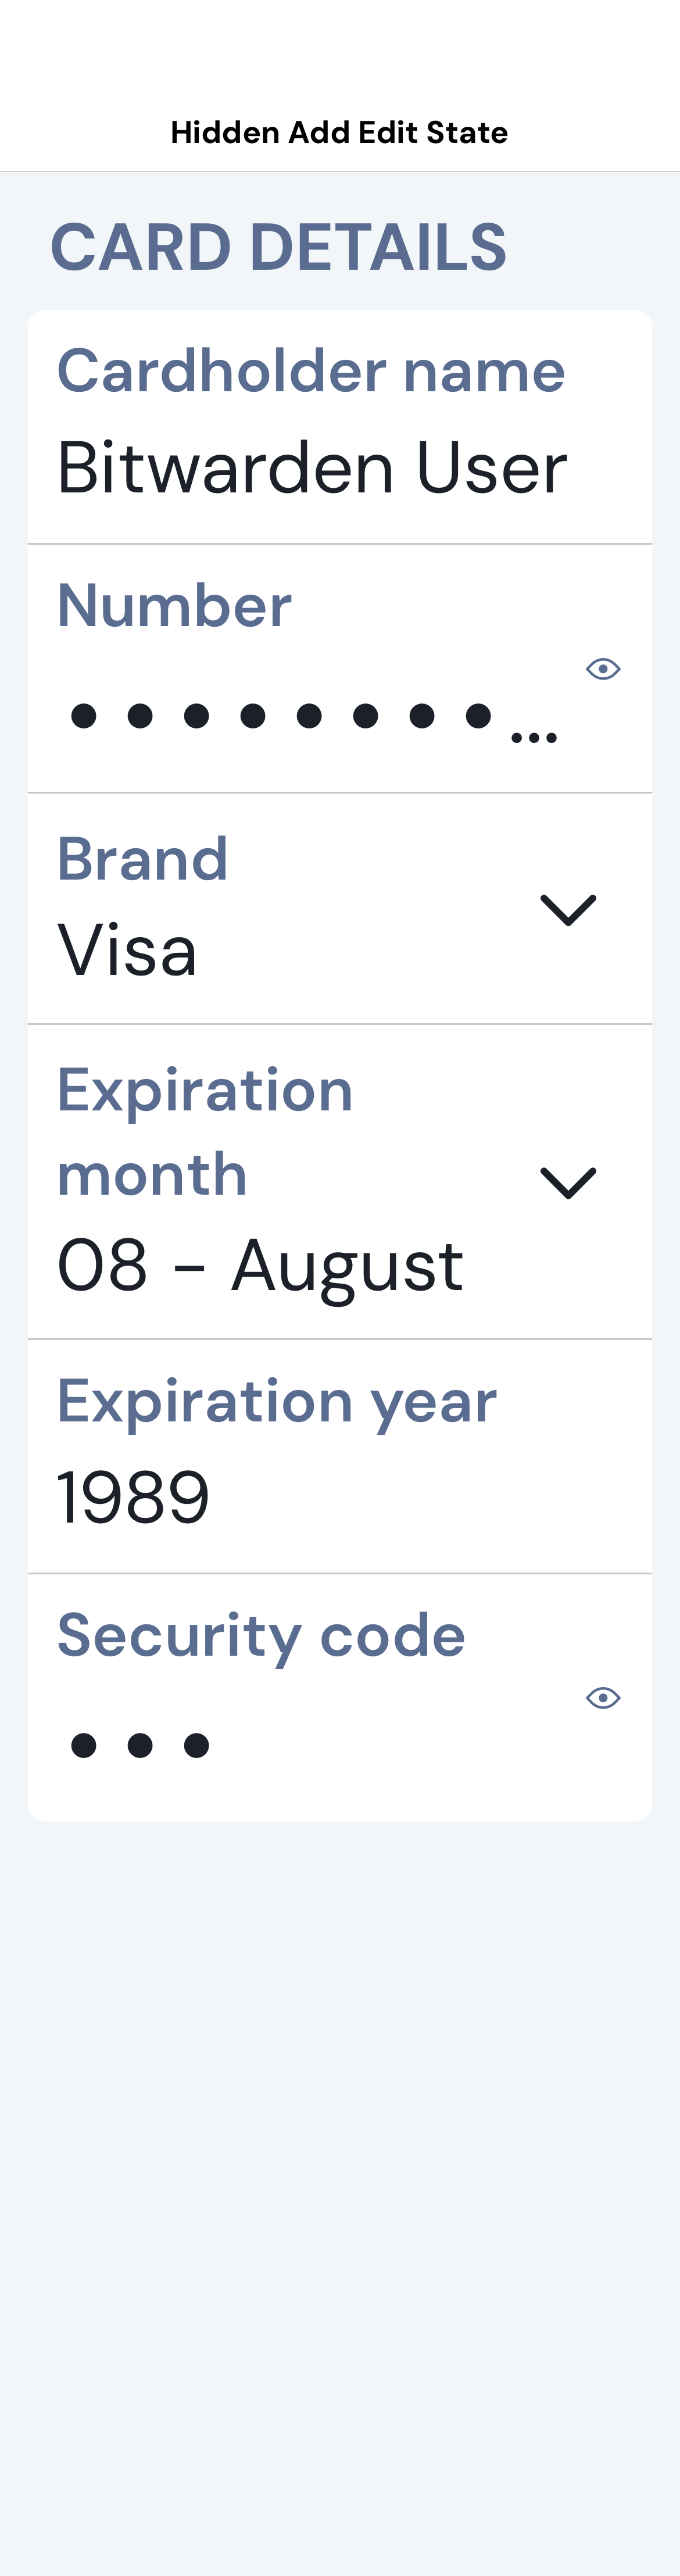 Hidden Add Edit State
CARD DETAILS
Cardholder name
Bitwarden User
Number
••••••••…
Brand
Visa
Expiration
month
08 - August
Expiration year
1989
Security code
•••